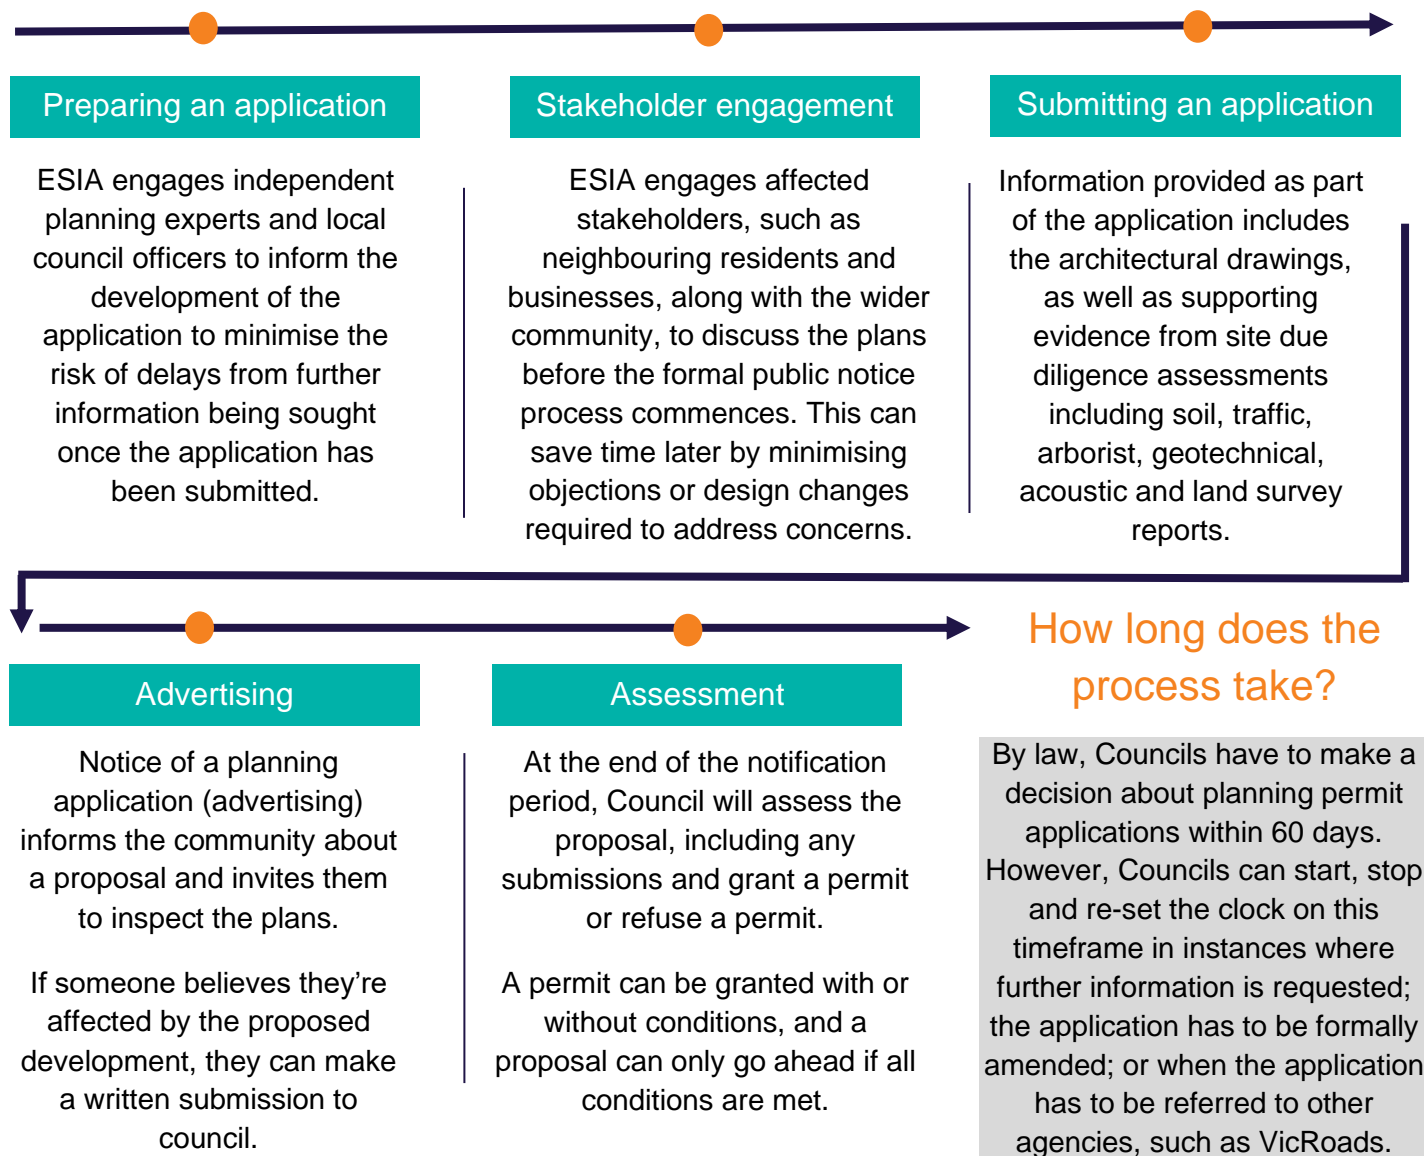 Preparing an application
ESIA engages independent
planning experts and local
council officers to inform the
development of the
application to minimise the
risk of delays from further
information being sought
once the application has
been submitted.
Stakeholder engagement
ESIA engages affected
stakeholders, such as
neighbouring residents and
businesses, along with the wider
community, to discuss the plans
before the formal public notice
process commences. This can
save time later by minimising
objections or design changes
required to address concerns.
Submitting an application
Information provided as part
of the application includes
the architectural drawings,
as well as supporting
evidence from site due
diligence assessments
including soil, traffic,
arborist, geotechnical,
acoustic and land survey
reports.
Advertising
Notice of a planning
application (advertising)
informs the community about
a proposal and invites them
to inspect the plans.
If someone believes they’re
affected by the proposed
development, they can make
a written submission to
council.
Assessment
At the end of the notification
period, Council will assess the
proposal, including any
submissions and grant a permit
or refuse a permit.
A permit can be granted with or
without conditions, and a
proposal can only go ahead if all
conditions are met.
How long does the
process take?
By law, Councils have to make a
decision about planning permit
applications within 60 days.
However, Councils can start, stop
and re-set the clock on this
timeframe in instances where
further information is requested;
the application has to be formally
amended; or when the application
has to be referred to other
agencies, such as VicRoads.